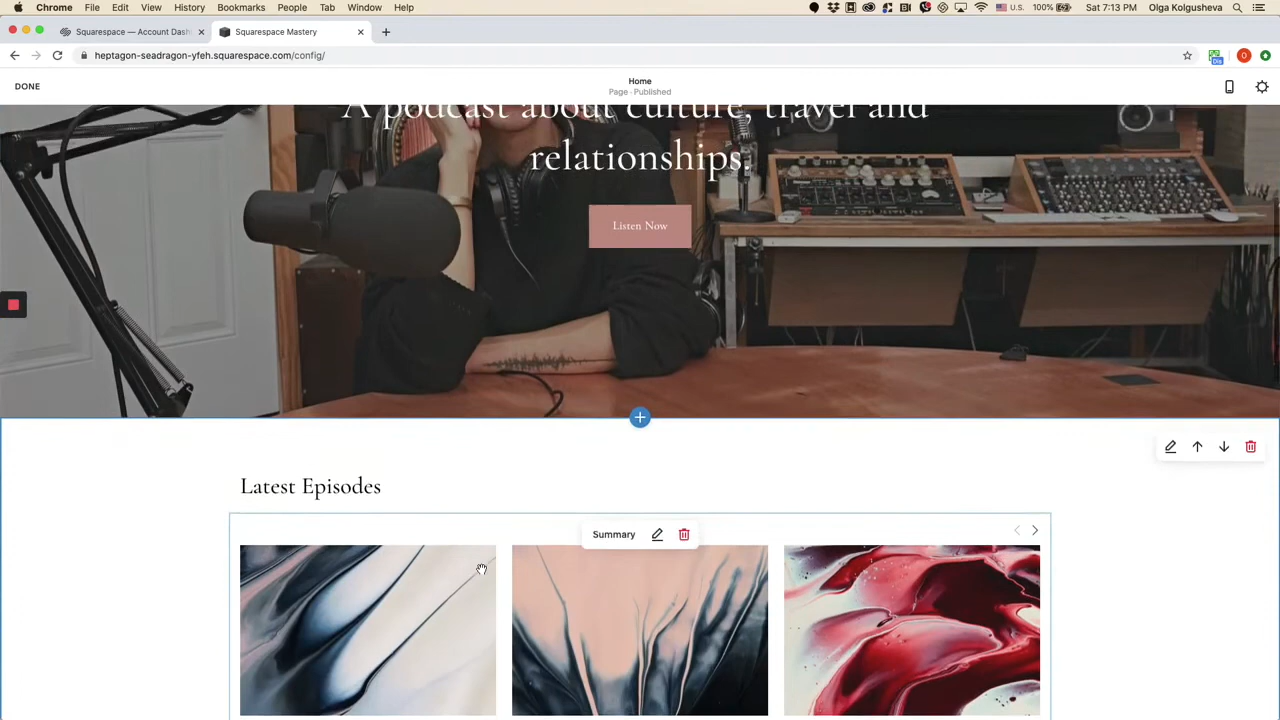 Chrome File Edit View History Bookmarks People Tab Window Help U.S. 100% Sat 7:13 PM Olga Kolgusheva
Squarespace — Account Dash Squarespace Mastery
heptagon-seadragon-yfeh.squarespace.com/config/
DONE
Home
Page · Published
A podcast about culture, travel and
relationships.
Listen Now
Latest Episodes
Summary